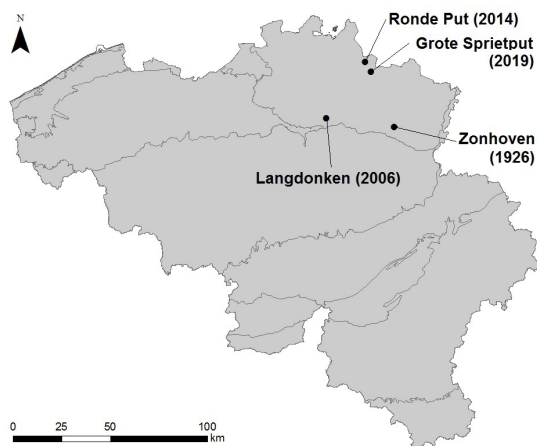 N
Ronde Put (2014)
Grote Sprietput
(2019)
Zonhoven
(1926)
Langdonken (2006)
0 25 50 100
km